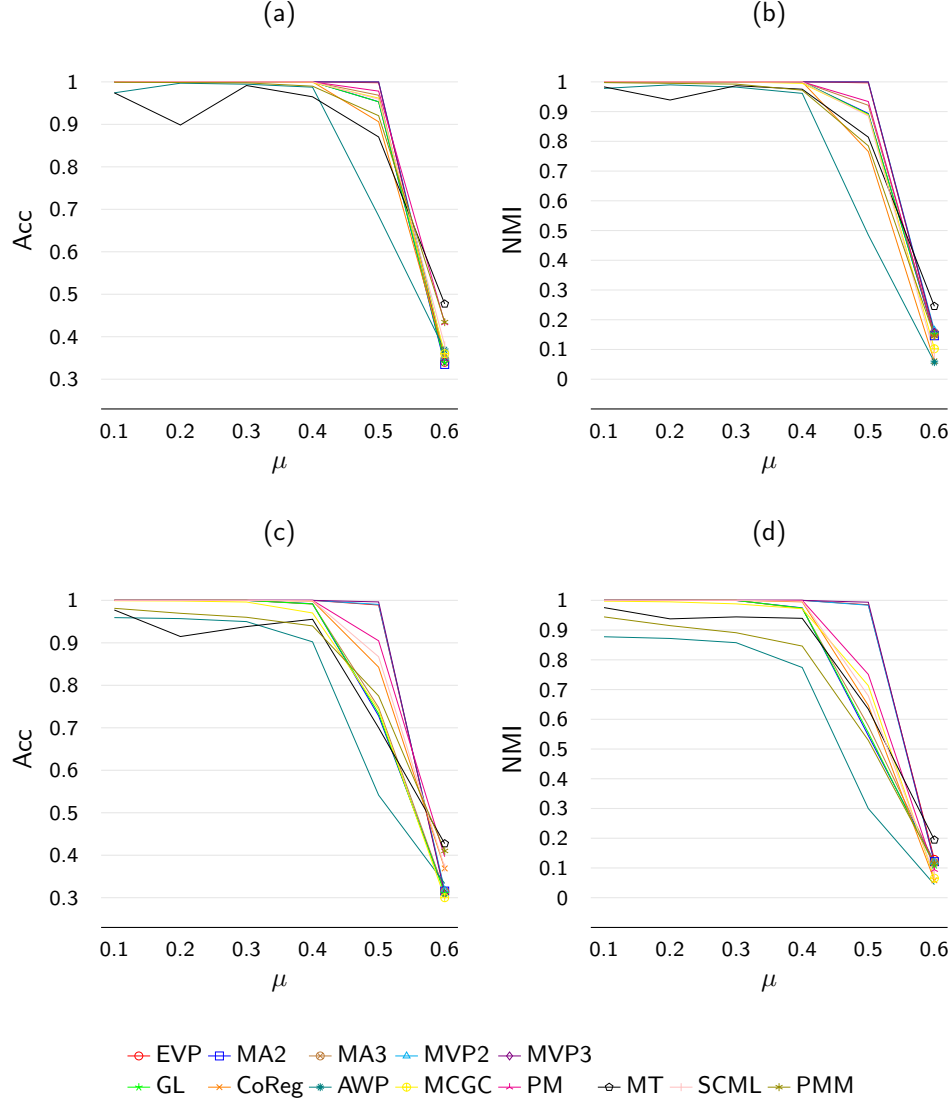 (a)
(b)
1
0.9
0.8
0.7
0.6
0.5
0.4
0.3
Acc
0.1 0.2 0.3 0.4 0.5 0.6
μ
1
0.9
0.8
0.7
0.6
0.5
0.4
0.3
0.2
0.1
0
NMI
0.1 0.2 0.3 0.4 0.5 0.6
μ
(c)
(d)
1
0.9
0.8
0.7
0.6
0.5
0.4
0.3
Acc
0.1 0.2 0.3 0.4 0.5 0.6
μ
1
0.9
0.8
0.7
0.6
0.5
0.4
0.3
0.2
0.1
0
NMI
0.1 0.2 0.3 0.4 0.5 0.6
μ
EVP MA2 MA3 MVP2 MVP3
GL CoReg AWP MCGC PM MT SCML PMM